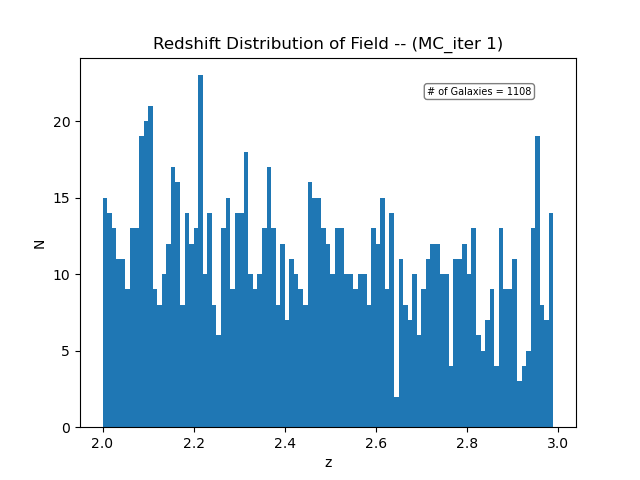 Redshift Distribution of Field -- (MC_iter 1)
# of Galaxies = 1108
20
15
10
5
0
N
2.0 2.2 2.4 2.6 2.8 3.0
z